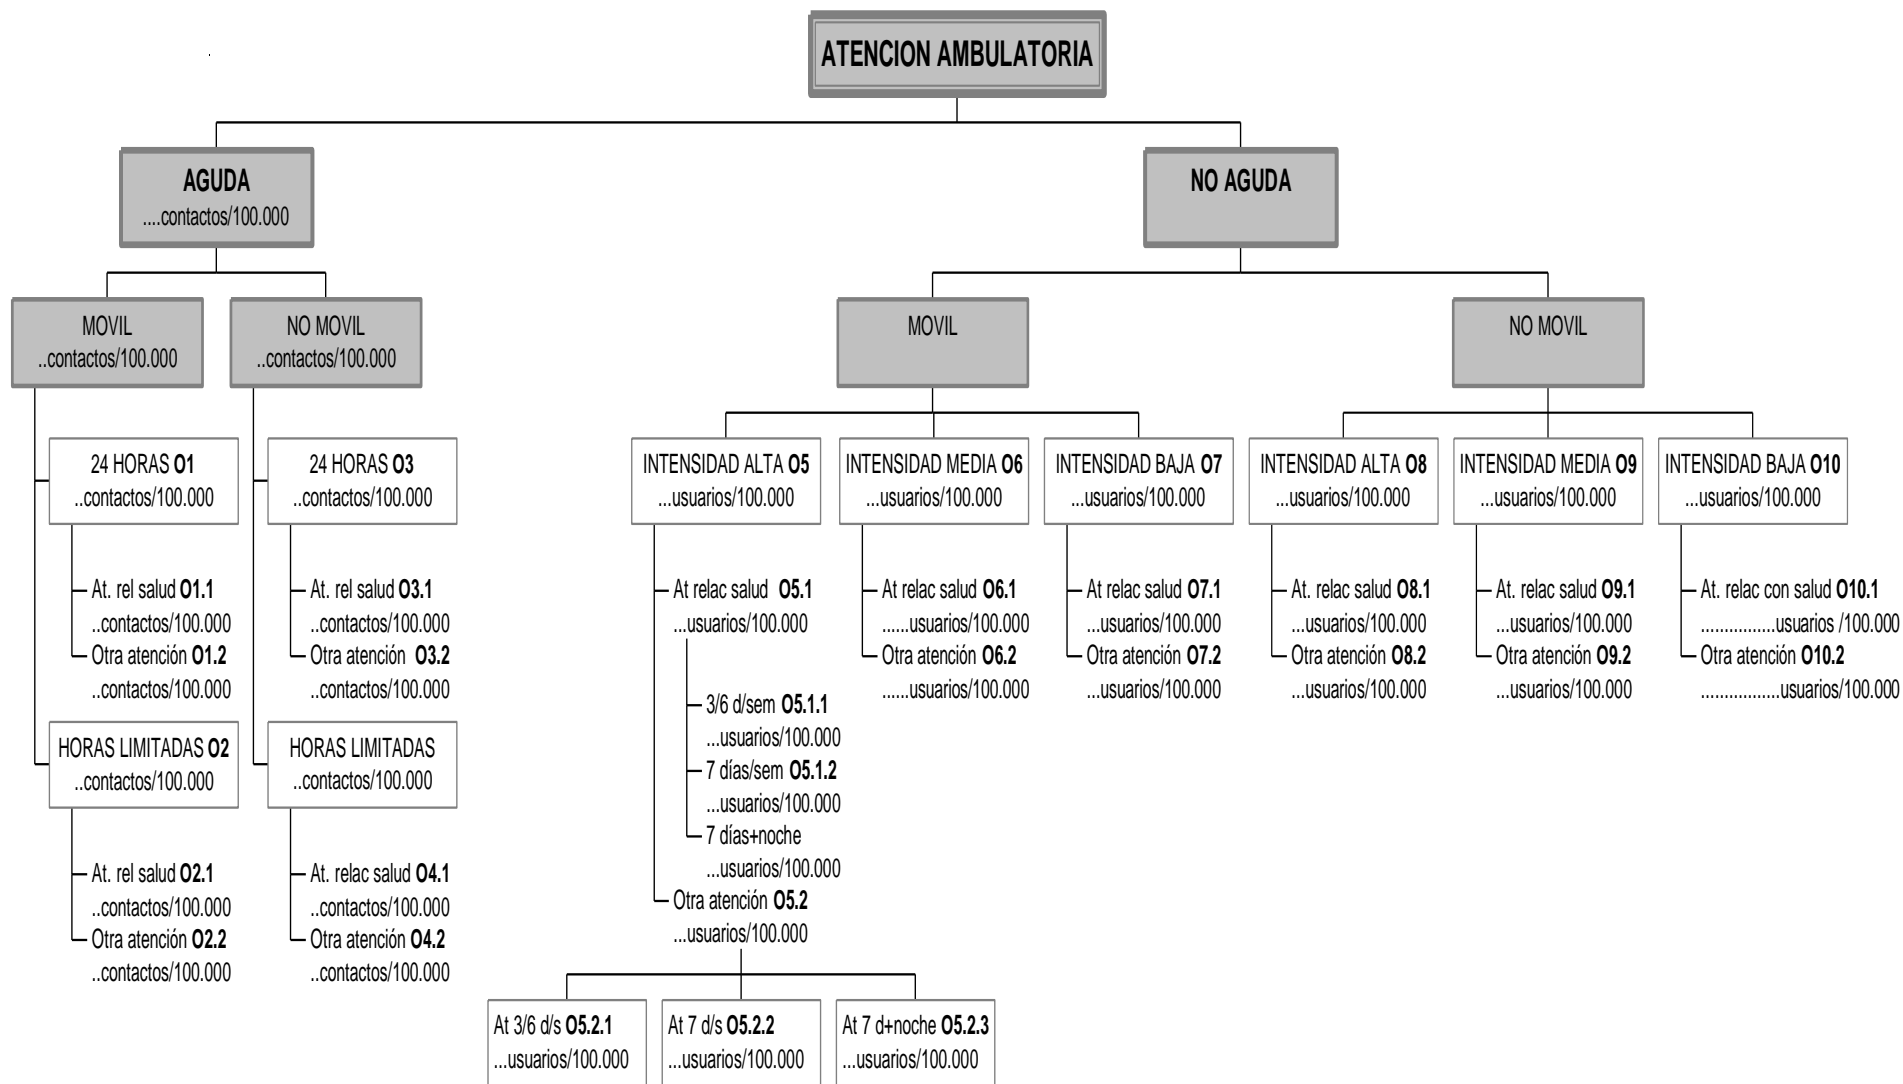 ATENCION AMBULATORIA
AGUDA
....contactos/100.000
NO AGUDA
MOVIL
..contactos/100.000
NO MOVIL
..contactos/100.000
MOVIL
NO MOVIL
24 HORAS O1
..contactos/100.000
24 HORAS O3
..contactos/100.000
INTENSIDAD ALTA O5
...usuarios/100.000
INTENSIDAD MEDIA O6
...usuarios/100.000
INTENSIDAD BAJA O7
...usuarios/100.000
INTENSIDAD ALTA O8
...usuarios/100.000
INTENSIDAD MEDIA O9
...usuarios/100.000
INTENSIDAD BAJA O10
...usuarios/100.000
At. rel salud O1.1
..contactos/100.000
Otra atención O1.2
..contactos/100.000
At. rel salud O3.1
..contactos/100.000
Otra atención O3.2
..contactos/100.000
At relac salud O5.1
...usuarios/100.000
3/6 d/sem O5.1.1
...usuarios/100.000
7 días/sem O5.1.2
...usuarios/100.000
7 días+noche
...usuarios/100.000
Otra atención O5.2
...usuarios/100.000
At relac salud O6.1
......usuarios/100.000
Otra atención O6.2
......usuarios/100.000
At relac salud O7.1
...usuarios/100.000
Otra atención O7.2
...usuarios/100.000
At. relac salud O8.1
...usuarios/100.000
Otra atención O8.2
...usuarios/100.000
At. relac salud O9.1
...usuarios/100.000
Otra atención O9.2
...usuarios/100.000
At. relac con salud O10.1
................usuarios /100.000
Otra atención O10.2
.................usuarios/100.000
HORAS LIMITADAS O2
..contactos/100.000
HORAS LIMITADAS
..contactos/100.000
At. rel salud O2.1
..contactos/100.000
Otra atención O2.2
..contactos/100.000
At. relac salud O4.1
..contactos/100.000
Otra atención O4.2
..contactos/100.000
At 3/6 d/s O5.2.1
...usuarios/100.000
At 7 d/s O5.2.2
...usuarios/100.000
At 7 d+noche O5.2.3
...usuarios/100.000